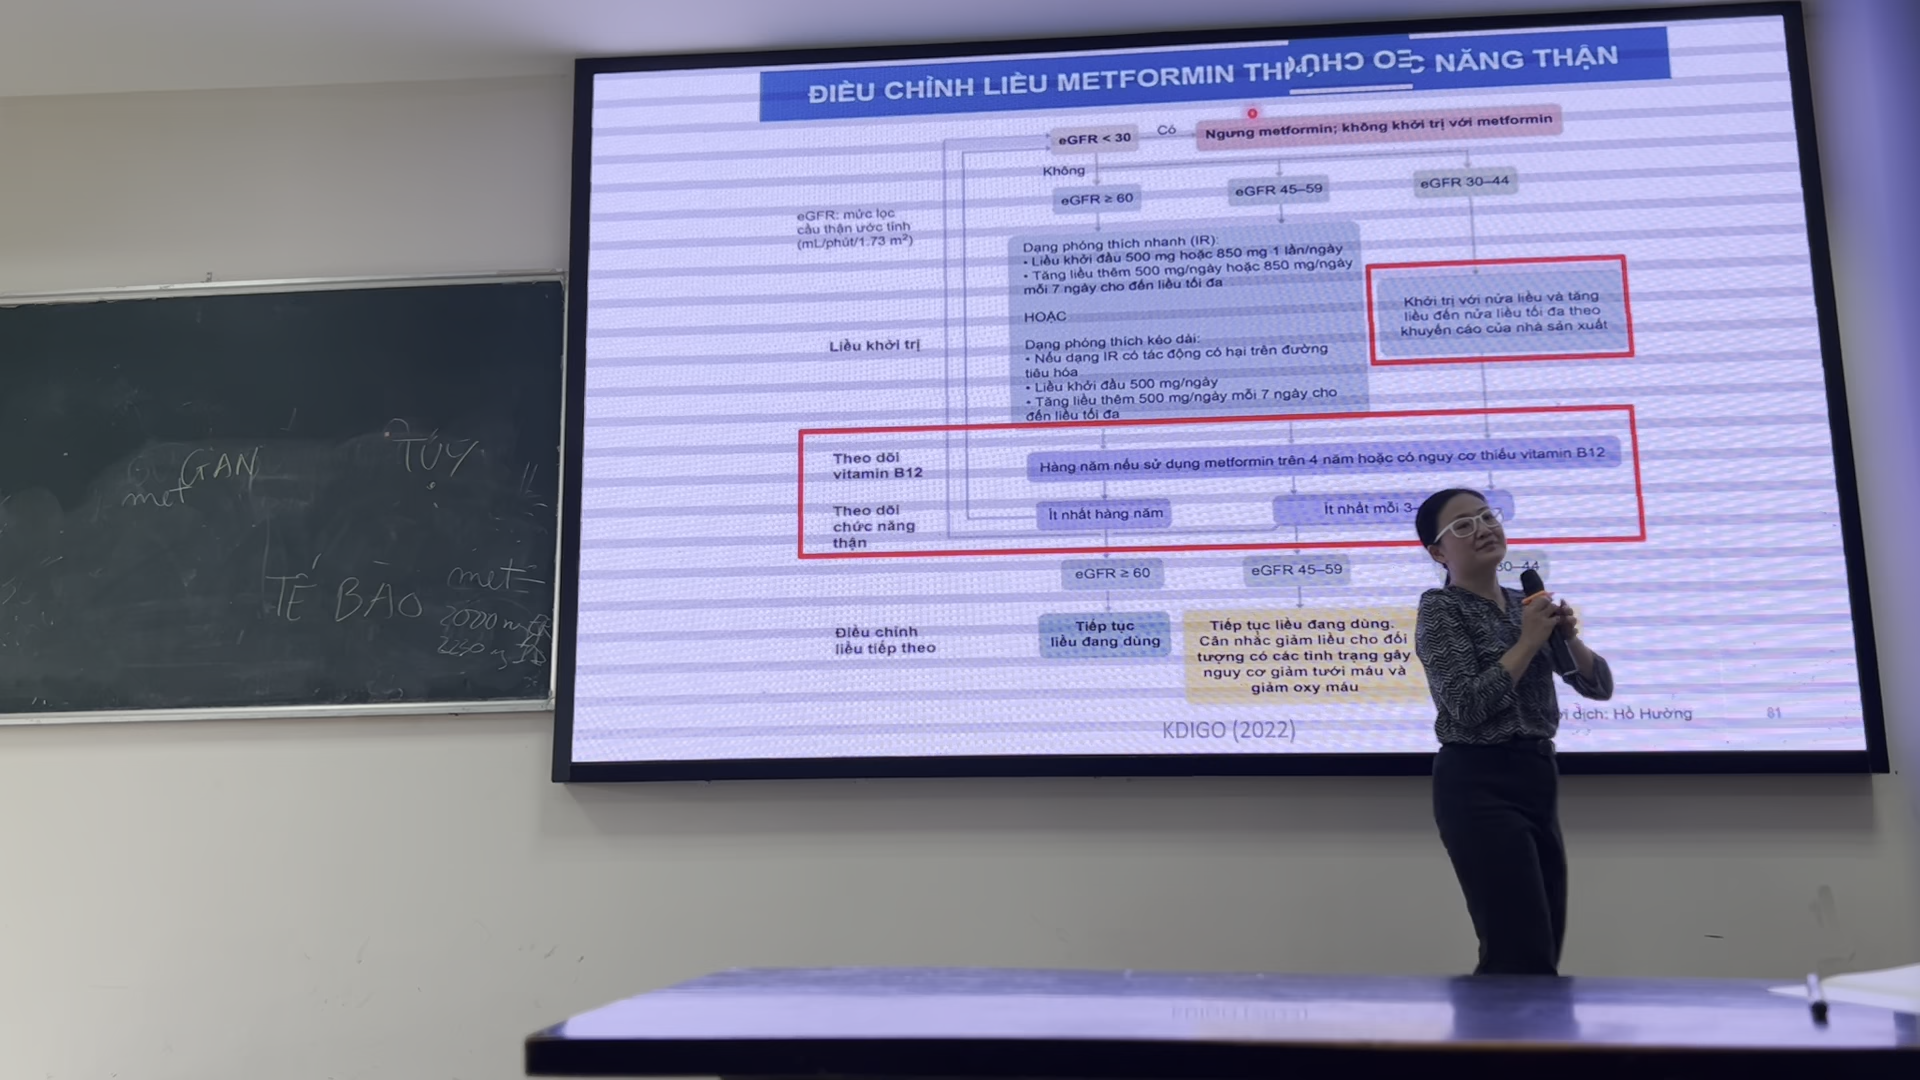 ĐIỀU CHỈNH LIỀU METFORMIN THEO CHỨC NĂNG THẬN
eGFR < 30
Có
Ngưng metformin; không khởi trị với metformin
Không
eGFR ≥ 60
eGFR 45–59
eGFR 30–44
eGFR: mức lọc
cầu thận ước tính
(mL/phút/1.73 m²)
Dạng phóng thích nhanh (IR):
• Liều khởi đầu 500 mg hoặc 850 mg 1 lần/ngày
• Tăng liều thêm 500 mg/ngày hoặc 850 mg/ngày
mỗi 7 ngày cho đến liều tối đa
HOẶC
Dạng phóng thích kéo dài:
• Nếu dạng IR có tác động có hại trên đường
tiêu hóa
• Liều khởi đầu 500 mg/ngày
• Tăng liều thêm 500 mg/ngày mỗi 7 ngày cho
đến liều tối đa
Khởi trị với nửa liều và tăng
liều đến nửa liều tối đa theo
khuyến cáo của nhà sản xuất
Liều khởi trị
Theo dõi
vitamin B12
Hàng năm nếu sử dụng metformin trên 4 năm hoặc có nguy cơ thiếu vitamin B12
Theo dõi
chức năng
thận
Ít nhất hàng năm
Ít nhất mỗi 3–
eGFR ≥ 60
eGFR 45–59
30–44
Điều chỉnh
liều tiếp theo
Tiếp tục
liều đang dùng
Tiếp tục liều đang dùng.
Cân nhắc giảm liều cho đối
tượng có các tình trạng gây
nguy cơ giảm tưới máu và
giảm oxy máu
KDIGO (2022)
dịch: Hồ Hường
81
GAN
TỤY
met
TẾ BÀO
met
2000 mg